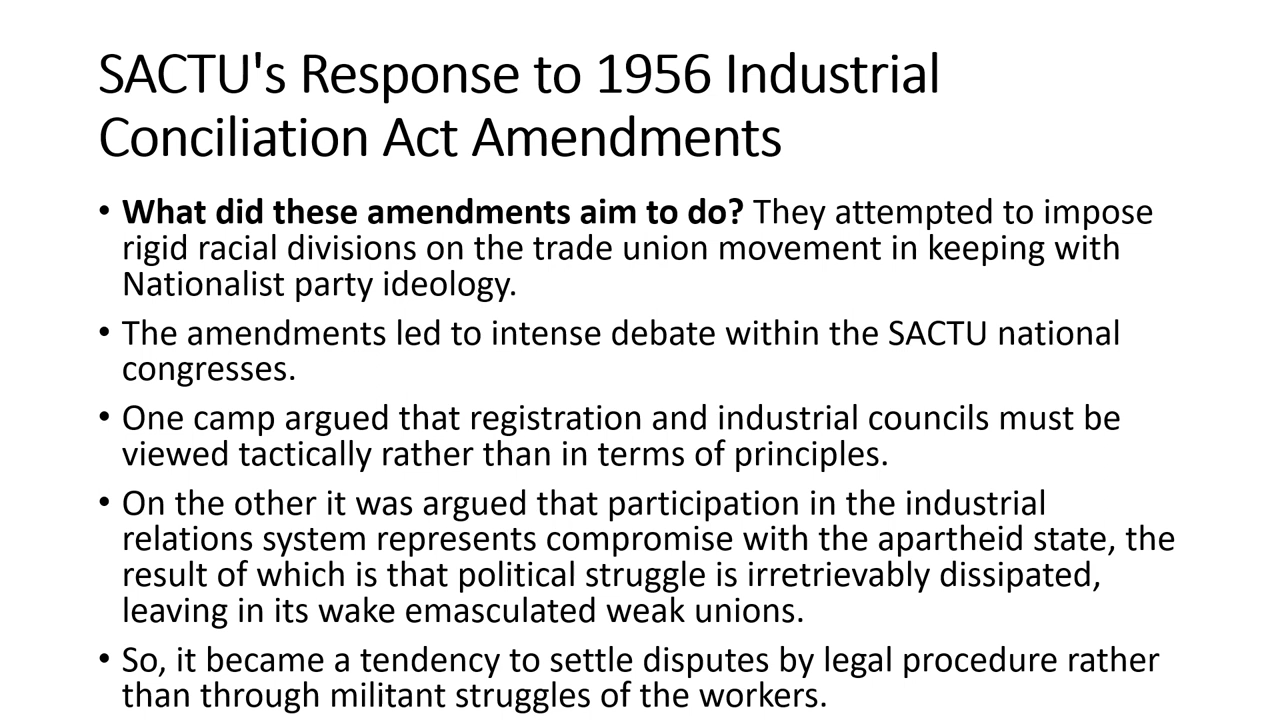 SACTU's Response to 1956 Industrial
Conciliation Act Amendments
• What did these amendments aim to do? They attempted to impose
rigid racial divisions on the trade union movement in keeping with
Nationalist party ideology.
• The amendments led to intense debate within the SACTU national
congresses.
• One camp argued that registration and industrial councils must be
viewed tactically rather than in terms of principles.
• On the other it was argued that participation in the industrial
relations system represents compromise with the apartheid state, the
result of which is that political struggle is irretrievably dissipated,
leaving in its wake emasculated weak unions.
• So, it became a tendency to settle disputes by legal procedure rather
than through militant struggles of the workers.